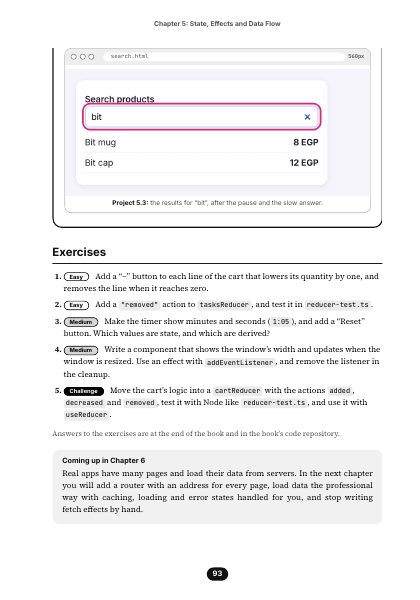 Chapter 5: State, Effects and Data Flow
search.html
560px
Search products
bit
×
Bit mug 8 EGP
Bit cap 12 EGP
Project 5.3: the results for "bit", after the pause and the slow answer.
Exercises
1. Easy Add a "–" button to each line of the cart that lowers its quantity by one, and
removes the line when it reaches zero.
2. Easy Add a "removed" action to tasksReducer, and test it in reducer-test.ts.
3. Medium Make the timer show minutes and seconds (1:05), and add a "Reset"
button. Which values are state, and which are derived?
4. Medium Write a component that shows the window's width and updates when the
window is resized. Use an effect with addEventListener, and remove the listener in
the cleanup.
5. Challenge Move the cart's logic into a cartReducer with the actions added,
decreased and removed, test it with Node like reducer-test.ts, and use it with
useReducer.
Answers to the exercises are at the end of the book and in the book's code repository.
Coming up in Chapter 6
Real apps have many pages and load their data from servers. In the next chapter
you will add a router with an address for every page, load data the professional
way with caching, loading and error states handled for you, and stop writing
fetch effects by hand.
93